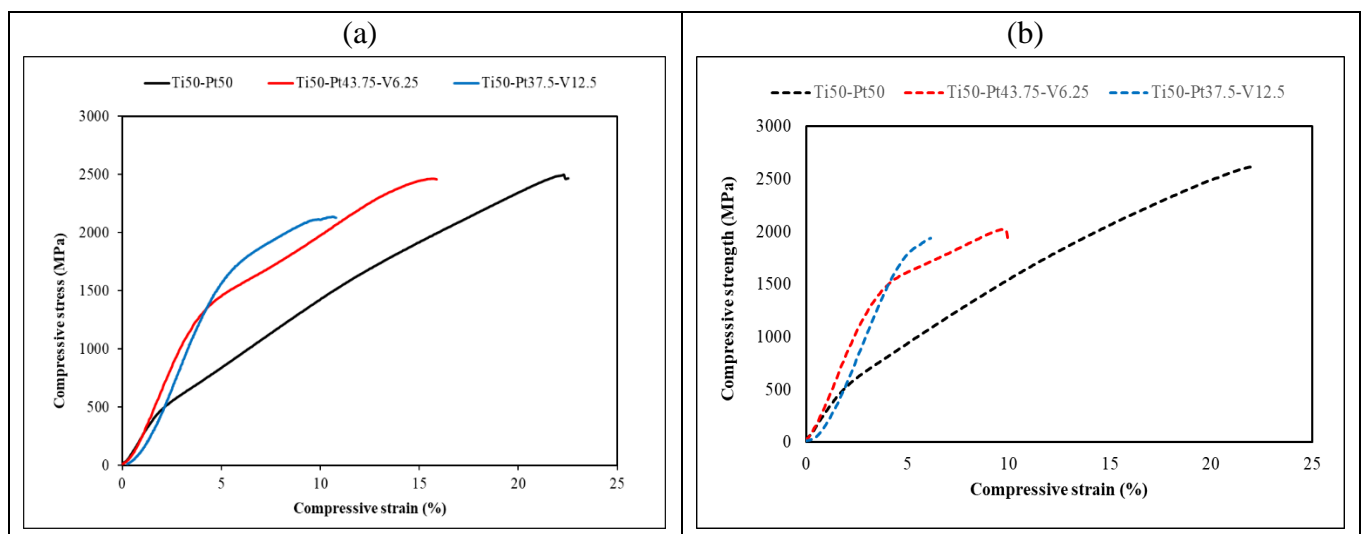 (a)
Ti50-Pt50 Ti50-Pt43.75-V6.25 Ti50-Pt37.5-V12.5
3000
2500
2000
1500
1000
500
0
Compressive stress (MPa)
0 5 10 15 20 25
Compressive strain (%)
(b)
Ti50-Pt50 Ti50-Pt43.75-V6.25 Ti50-Pt37.5-V12.5
3000
2500
2000
1500
1000
500
0
Compressive strength (MPa)
0 5 10 15 20 25
Compressive strain (%)